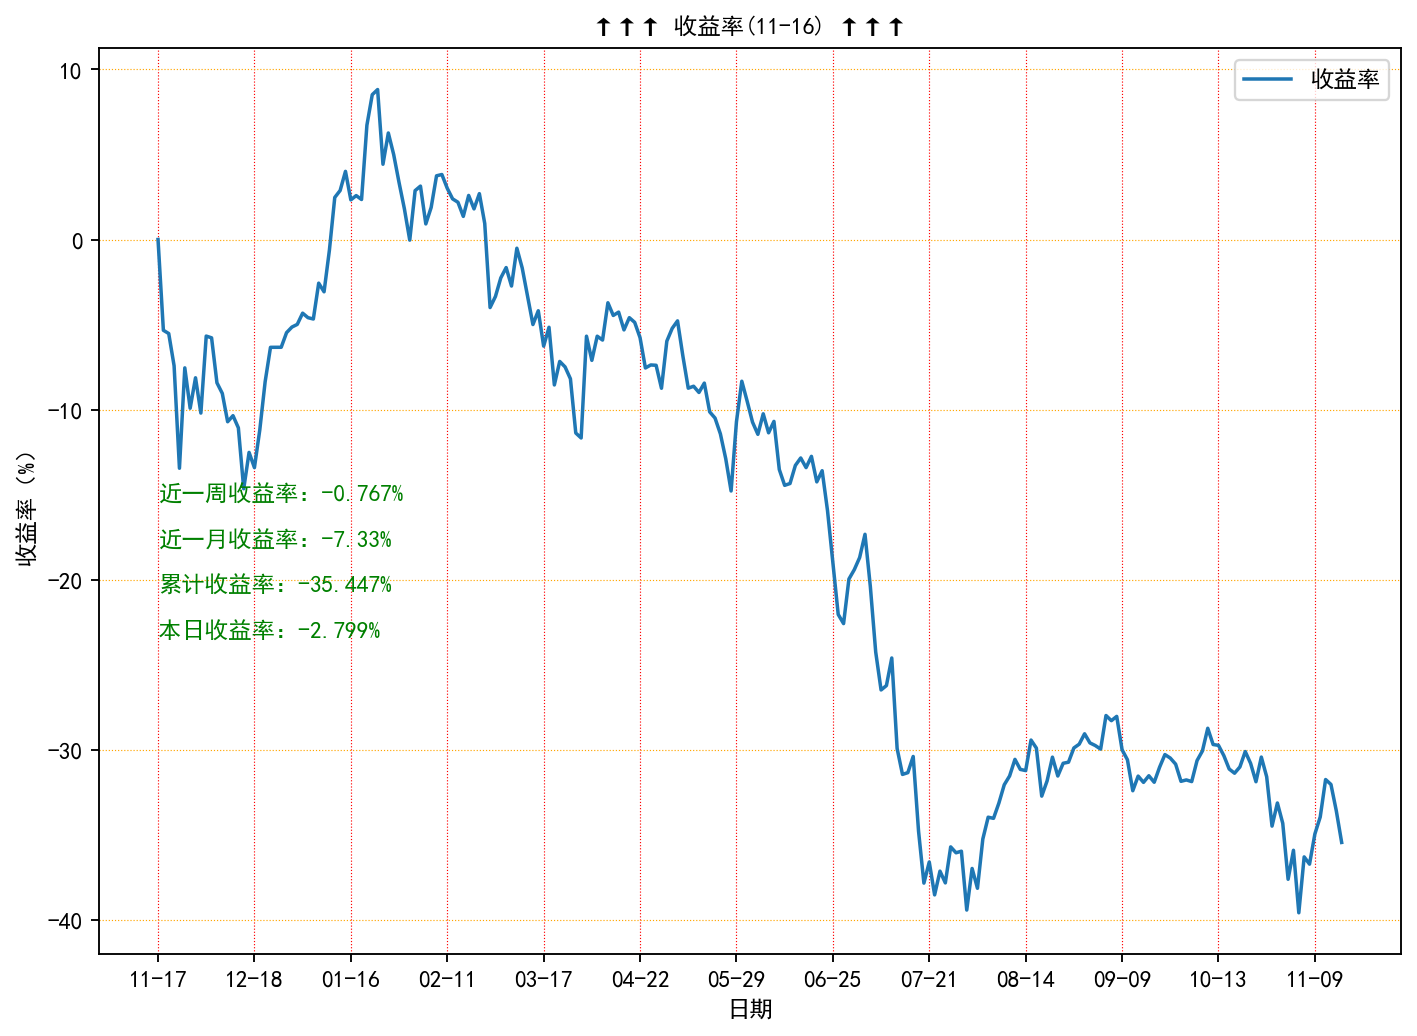 ↑↑↑ 收益率(11-16) ↑↑↑
收益率
10
0
-10
-20
-30
-40
收益率 (%)
近一周收益率：-0.767%
近一月收益率：-7.33%
累计收益率：-35.447%
本日收益率：-2.799%
11-17 12-18 01-16 02-11 03-17 04-22 05-29 06-25 07-21 08-14 09-09 10-13 11-09
日期